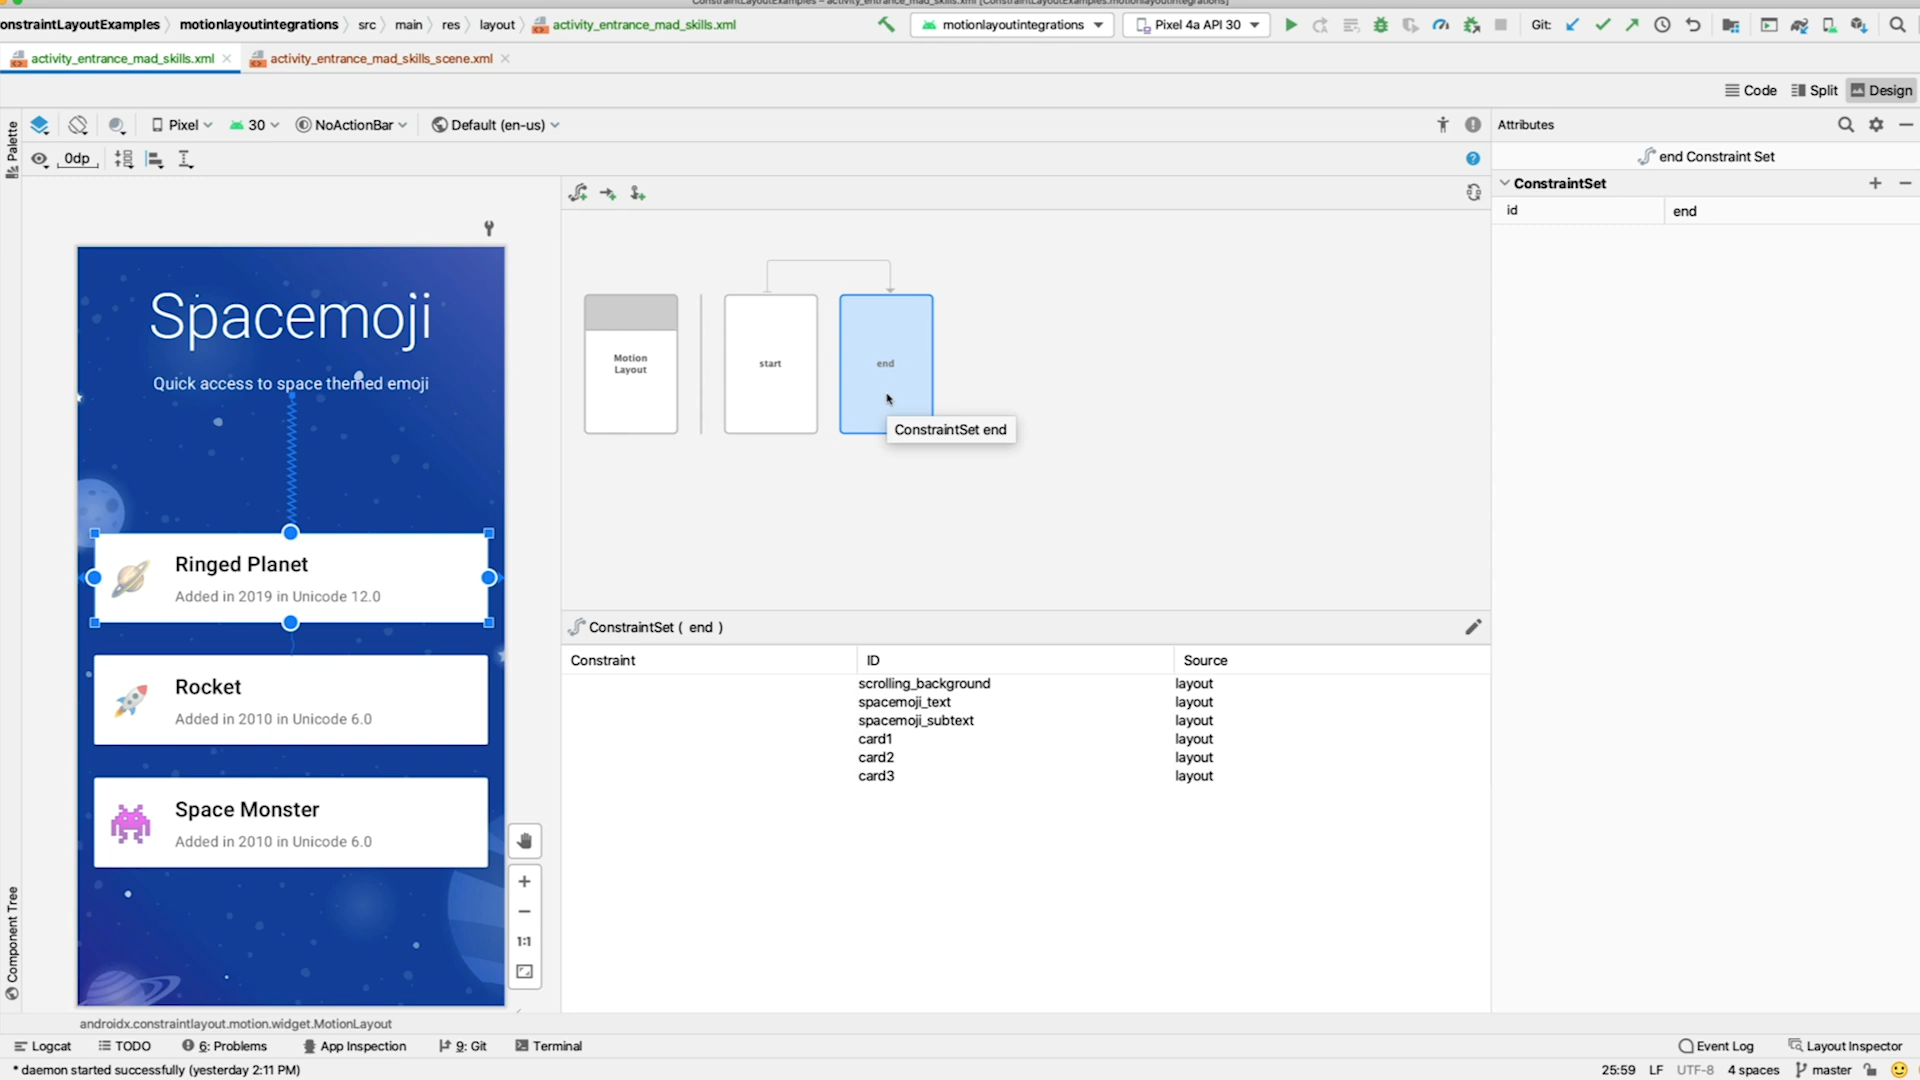 ConstraintLayoutExamples – activity_entrance_mad_skills.xml [ConstraintLayoutExamples.motionlayoutintegrations]
onstraintLayoutExamples motionlayoutintegrations src main res layout activity_entrance_mad_skills.xml motionlayoutintegrations Pixel 4a API 30 Git:
activity_entrance_mad_skills.xml activity_entrance_mad_skills_scene.xml
Code Split Design
Palette
Pixel 30 NoActionBar Default (en-us) Attributes
0dp
end Constraint Set
ConstraintSet
id end
Spacemoji
Quick access to space themed emoji
Motion
Layout
start
end
ConstraintSet end
Ringed Planet
Added in 2019 in Unicode 12.0
Rocket
Added in 2010 in Unicode 6.0
Space Monster
Added in 2010 in Unicode 6.0
1:1
ConstraintSet ( end )
Constraint ID Source
scrolling_background layout
spacemoji_text layout
spacemoji_subtext layout
card1 layout
card2 layout
card3 layout
Component Tree
androidx.constraintlayout.motion.widget.MotionLayout
Logcat TODO 6: Problems App Inspection 9: Git Terminal Event Log Layout Inspector
* daemon started successfully (yesterday 2:11 PM) 25:59 LF UTF-8 4 spaces master